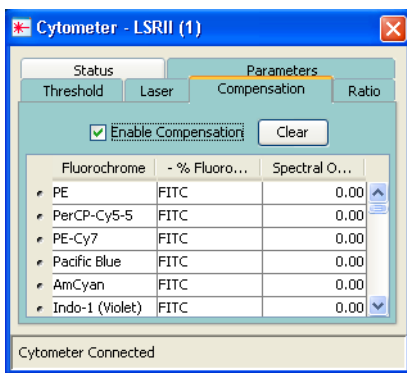 Cytometer - LSRII (1)
Status Parameters
Threshold Laser Compensation Ratio
Enable Compensation Clear
Fluorochrome - % Fluoro... Spectral O...
PE FITC 0.00
PerCP-Cy5-5 FITC 0.00
PE-Cy7 FITC 0.00
Pacific Blue FITC 0.00
AmCyan FITC 0.00
Indo-1 (Violet) FITC 0.00
Cytometer Connected